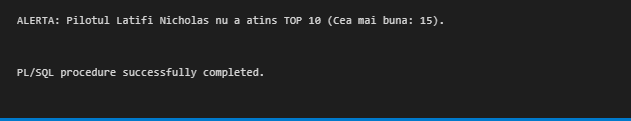 ALERTA: Pilotul Latifi Nicholas nu a atins TOP 10 (Cea mai buna: 15).
PL/SQL procedure successfully completed.